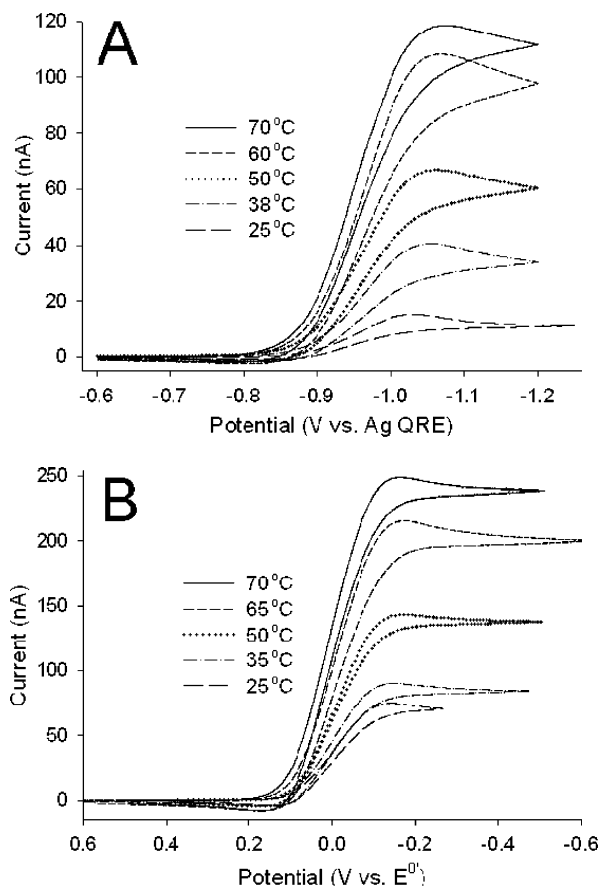 A
120
100
80
60
40
20
0
Current (nA)
70 °C
60 °C
50 °C
38 °C
25 °C
-0.6 -0.7 -0.8 -0.9 -1.0 -1.1 -1.2
Potential (V vs. Ag QRE)
B
250
200
150
100
50
0
Current (nA)
70 °C
65 °C
50 °C
35 °C
25 °C
0.6 0.4 0.2 0.0 -0.2 -0.4 -0.6
Potential (V vs. E⁰')